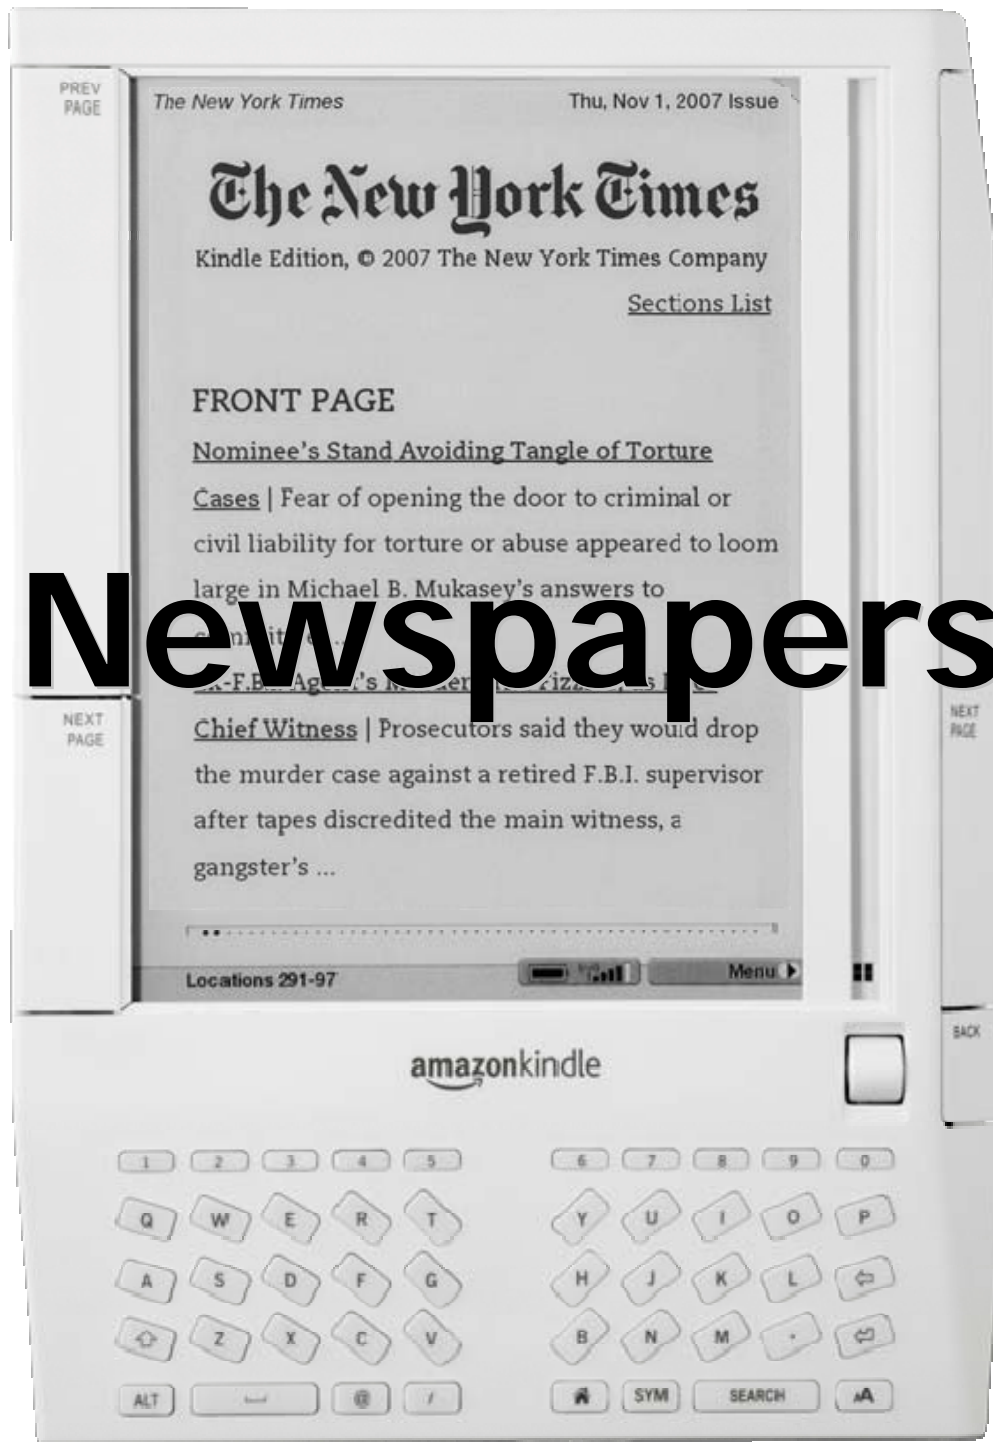 PREV
PAGE
The New York Times
Thu, Nov 1, 2007 Issue
The New York Times
Kindle Edition, © 2007 The New York Times Company
Sections List
FRONT PAGE
Nominee's Stand Avoiding Tangle of Torture
Cases | Fear of opening the door to criminal or
civil liability for torture or abuse appeared to loom
large in Michael B. Mukasey's answers to
Newspapers
Chief Witness | Prosecutors said they would drop
the murder case against a retired F.B.I. supervisor
after tapes discredited the main witness, a
gangster's ...
NEXT
PAGE
NEXT
PAGE
Locations 291-97
Menu
BACK
amazonkindle
1 2 3 4 5 6 7 8 9 0
Q W E R T Y U I O P
A S D F G H J K L
Z X C V B N M .
ALT @ / SYM SEARCH AA